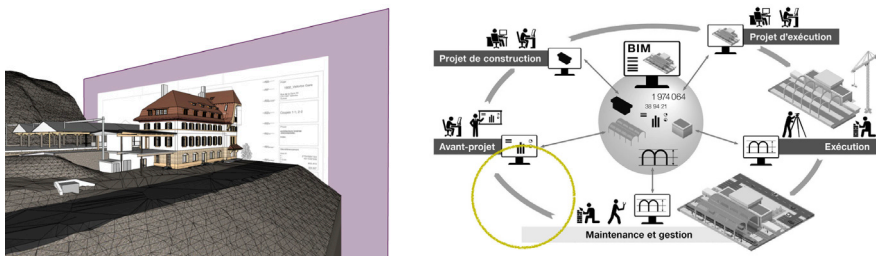 BIM
Projet d'exécution
Projet de construction
1 974 064
38 94 21
Avant-projet
Exécution
Maintenance et gestion